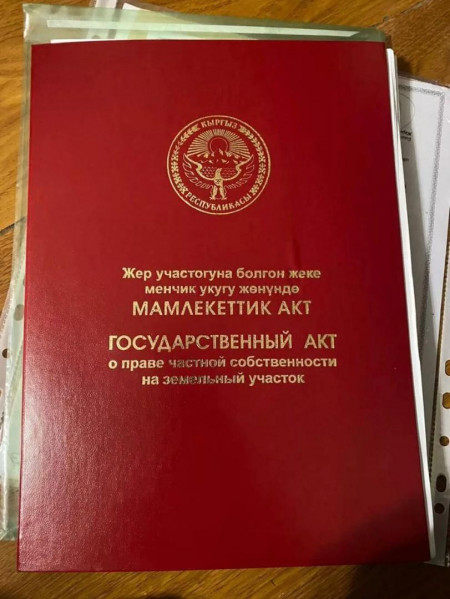 КЫРГЫЗ
РЕСПУБЛИКАСЫ
Жер участогуна болгон жеке
менчик укугу жөнүндө
МАМЛЕКЕТТИК АКТ
ГОСУДАРСТВЕННЫЙ АКТ
о праве частной собственности
на земельный участок